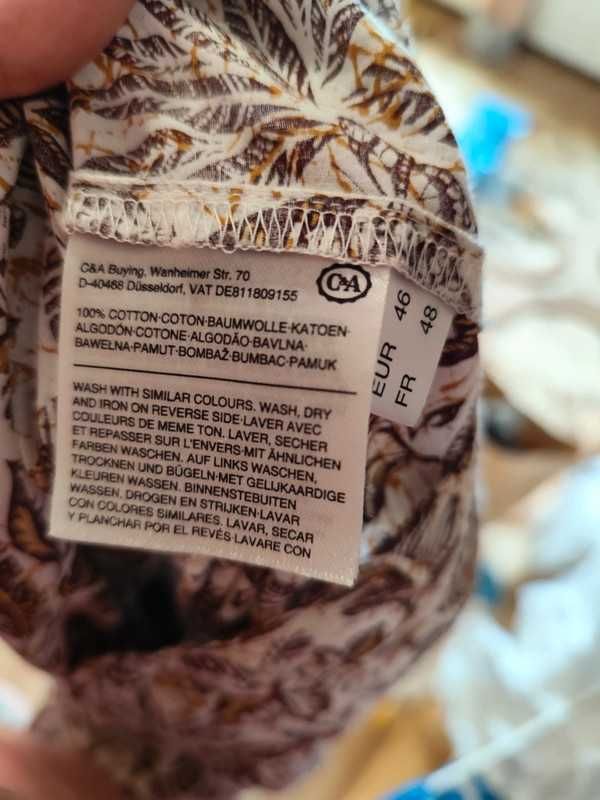 C&A Buying. Wanheimer Str. 70
D-40468 Düsseldorf, VAT DE811809155
C&A
100% COTTON·COTON·BAUMWOLLE·KATOEN·
ALGODÓN·COTONE·ALGODÃO·BAVLNA·
BAWEŁNA·PAMUT·BOMBAŽ·BUMBAC·PAMUK
WASH WITH SIMILAR COLOURS. WASH, DRY
AND IRON ON REVERSE SIDE·LAVER AVEC
COULEURS DE MEME TON. LAVER, SECHER
ET REPASSER SUR L'ENVERS·MIT ÄHNLICHEN
FARBEN WASCHEN. AUF LINKS WASCHEN,
TROCKNEN UND BÜGELN·MET GELIJKAARDIGE
KLEUREN WASSEN. BINNENSTEBUITEN
WASSEN. DROGEN EN STRIJKEN·LAVAR
CON COLORES SIMILARES. LAVAR, SECAR
Y PLANCHAR POR EL REVÉS·LAVARE CON
EUR 46
FR 48